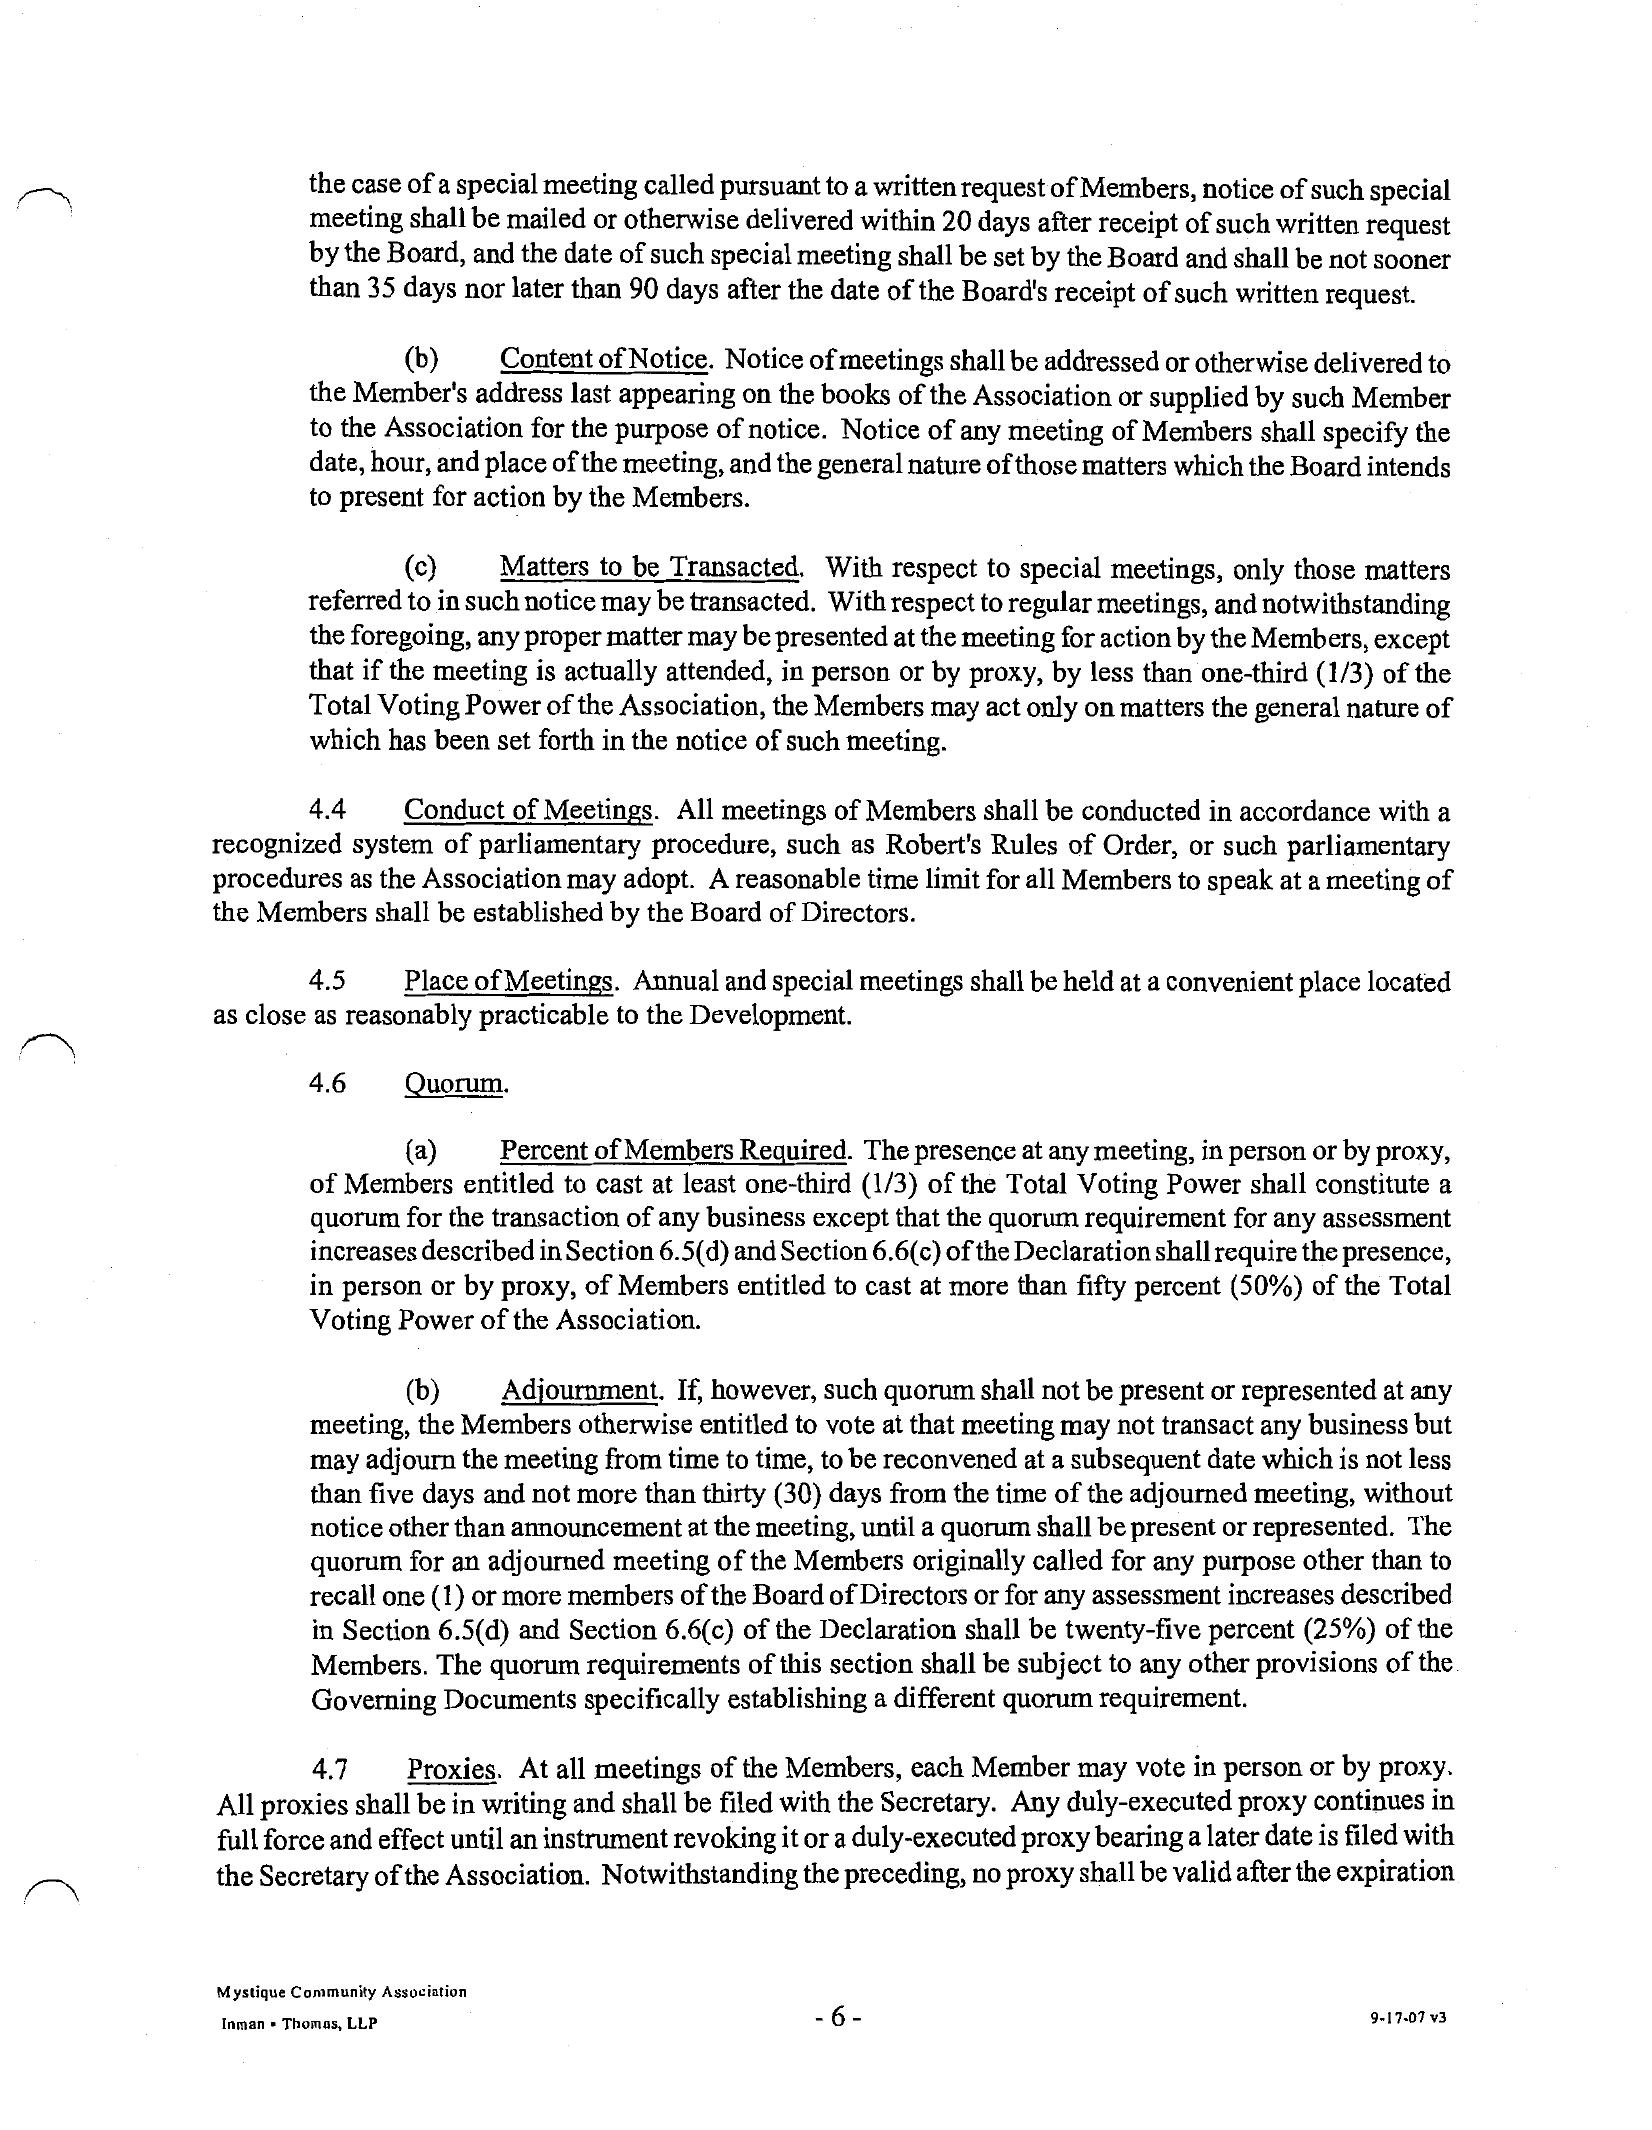 the case of a special meeting called pursuant to a written request of Members, notice of such special
meeting shall be mailed or otherwise delivered within 20 days after receipt of such written request
by the Board, and the date of such special meeting shall be set by the Board and shall be not sooner
than 35 days nor later than 90 days after the date of the Board's receipt of such written request.
(b) Content of Notice. Notice of meetings shall be addressed or otherwise delivered to
the Member's address last appearing on the books of the Association or supplied by such Member
to the Association for the purpose of notice. Notice of any meeting of Members shall specify the
date, hour, and place of the meeting, and the general nature of those matters which the Board intends
to present for action by the Members.
(c) Matters to be Transacted. With respect to special meetings, only those matters
referred to in such notice may be transacted. With respect to regular meetings, and notwithstanding
the foregoing, any proper matter may be presented at the meeting for action by the Members, except
that if the meeting is actually attended, in person or by proxy, by less than one-third (1/3) of the
Total Voting Power of the Association, the Members may act only on matters the general nature of
which has been set forth in the notice of such meeting.
4.4 Conduct of Meetings. All meetings of Members shall be conducted in accordance with a
recognized system of parliamentary procedure, such as Robert's Rules of Order, or such parliamentary
procedures as the Association may adopt. A reasonable time limit for all Members to speak at a meeting of
the Members shall be established by the Board of Directors.
4.5 Place of Meetings. Annual and special meetings shall be held at a convenient place located
as close as reasonably practicable to the Development.
4.6 Quorum.
(a) Percent of Members Required. The presence at any meeting, in person or by proxy,
of Members entitled to cast at least one-third (1/3) of the Total Voting Power shall constitute a
quorum for the transaction of any business except that the quorum requirement for any assessment
increases described in Section 6.5(d) and Section 6.6(c) of the Declaration shall require the presence,
in person or by proxy, of Members entitled to cast at more than fifty percent (50%) of the Total
Voting Power of the Association.
(b) Adjournment. If, however, such quorum shall not be present or represented at any
meeting, the Members otherwise entitled to vote at that meeting may not transact any business but
may adjourn the meeting from time to time, to be reconvened at a subsequent date which is not less
than five days and not more than thirty (30) days from the time of the adjourned meeting, without
notice other than announcement at the meeting, until a quorum shall be present or represented. The
quorum for an adjourned meeting of the Members originally called for any purpose other than to
recall one (1) or more members of the Board of Directors or for any assessment increases described
in Section 6.5(d) and Section 6.6(c) of the Declaration shall be twenty-five percent (25%) of the
Members. The quorum requirements of this section shall be subject to any other provisions of the
Governing Documents specifically establishing a different quorum requirement.
4.7 Proxies. At all meetings of the Members, each Member may vote in person or by proxy.
All proxies shall be in writing and shall be filed with the Secretary. Any duly-executed proxy continues in
full force and effect until an instrument revoking it or a duly-executed proxy bearing a later date is filed with
the Secretary of the Association. Notwithstanding the preceding, no proxy shall be valid after the expiration
Mystique Community Association
Inman ▪ Thomas, LLP
- 6 -
9-17-07 v3